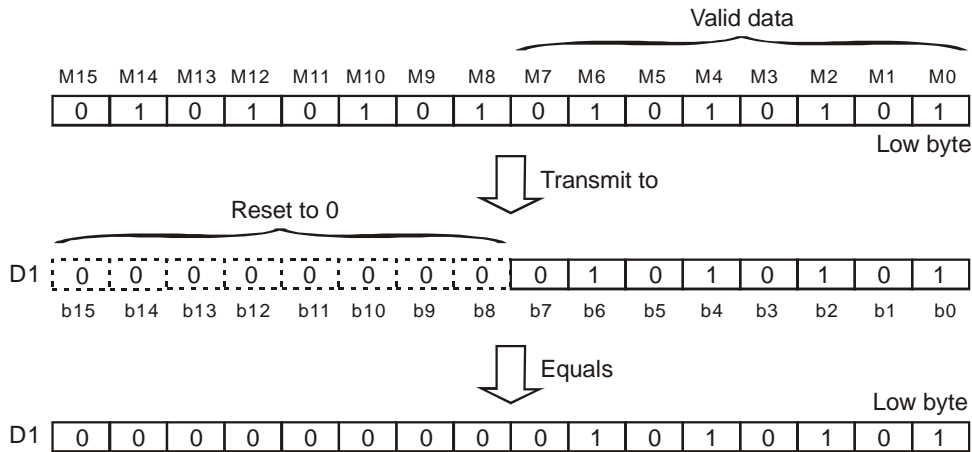 Valid data
M15 M14 M13 M12 M11 M10 M9 M8 M7 M6 M5 M4 M3 M2 M1 M0
0 1 0 1 0 1 0 1 0 1 0 1 0 1 0 1
Low byte
Transmit to
Reset to 0
D1 0 0 0 0 0 0 0 0 0 1 0 1 0 1 0 1
b15 b14 b13 b12 b11 b10 b9 b8 b7 b6 b5 b4 b3 b2 b1 b0
Equals
Low byte
D1 0 0 0 0 0 0 0 0 0 1 0 1 0 1 0 1